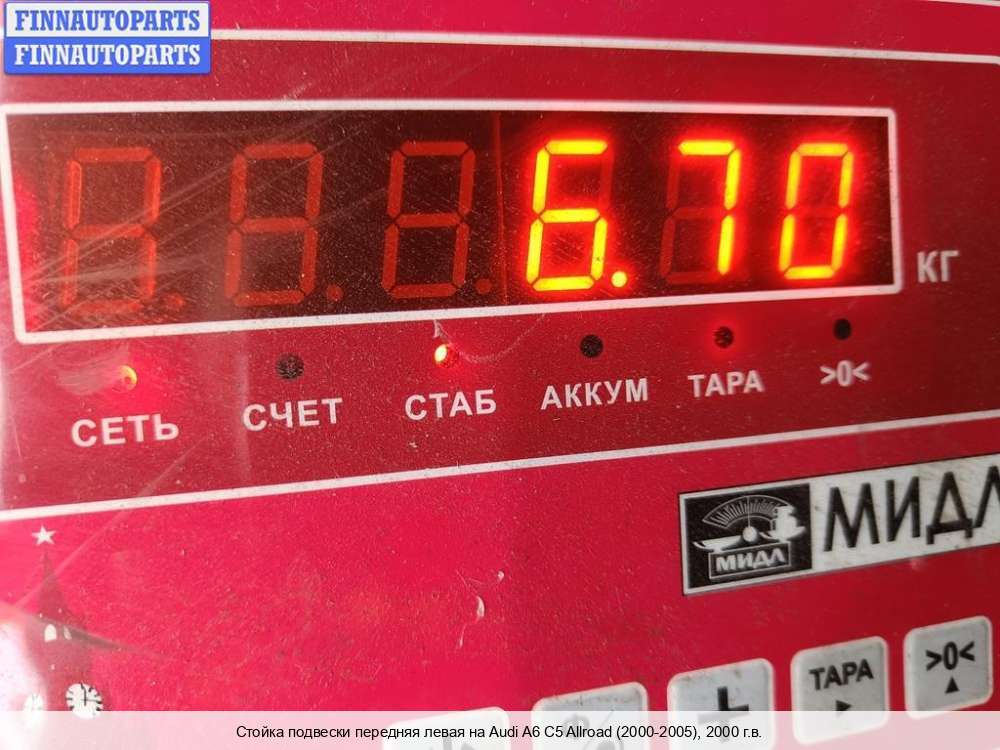 FINNAUTOPARTS
FINNAUTOPARTS
6.70
КГ
СЕТЬ СЧЕТ СТАБ АККУМ ТАРА >0<
МИДЛ
МИДЛ
+ ТАРА >0<
Стойка подвески передняя левая на Audi A6 C5 Allroad (2000-2005), 2000 г.в.